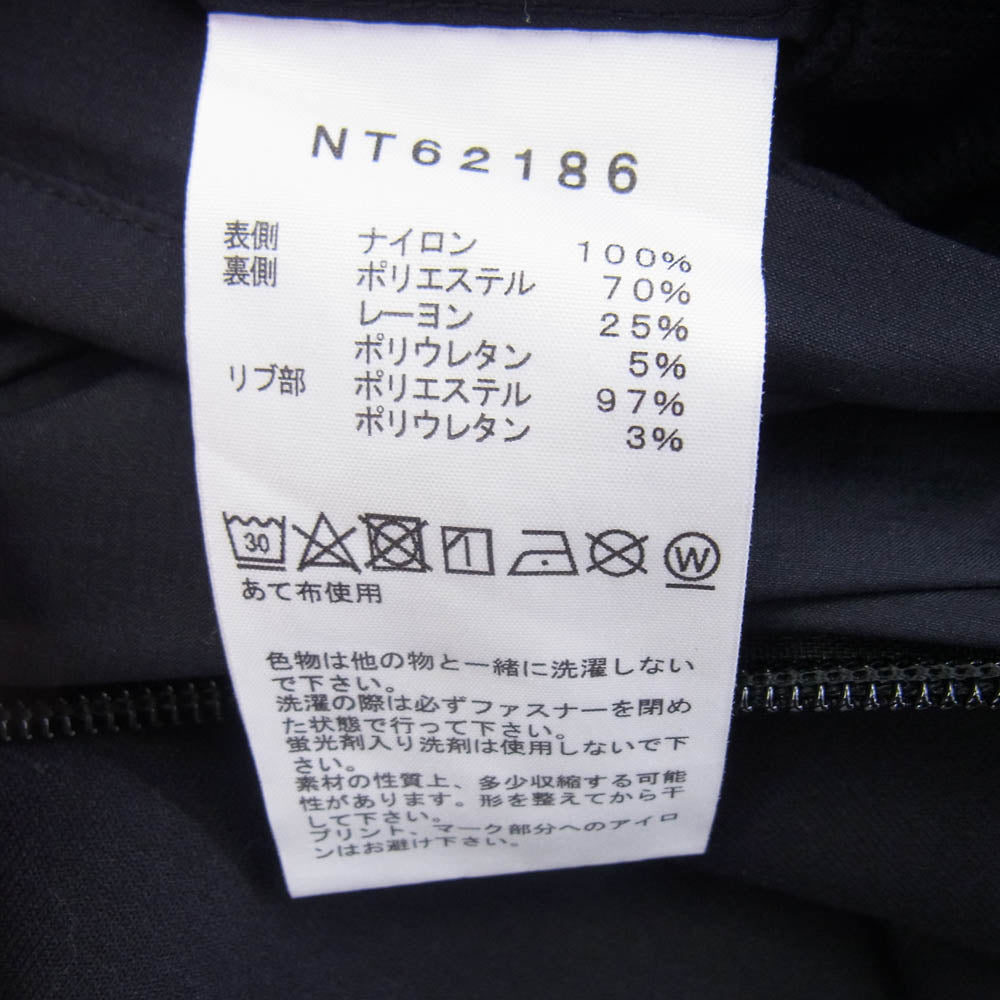 NT62186
表側 ナイロン 100%
裏側 ポリエステル 70%
レーヨン 25%
ポリウレタン 5%
リブ部 ポリエステル 97%
ポリウレタン 3%
30 W
あて布使用
色物は他の物と一緒に洗濯しない
で下さい。
洗濯の際は必ずファスナーを閉め
た状態で行って下さい。
蛍光剤入り洗剤は使用しないで下
さい。
素材の性質上、多少収縮する可能
性があります。形を整えてから干
して下さい。
プリント、マーク部分へのアイロ
ンはお避け下さい。